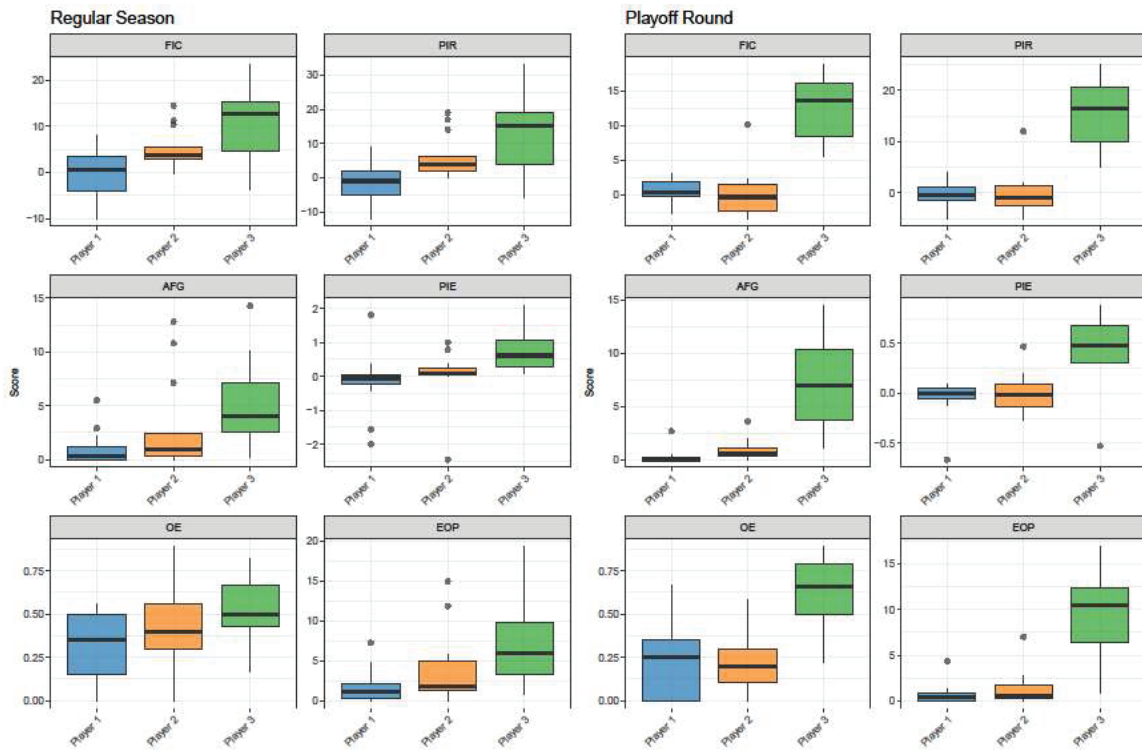 Regular Season
Playoff Round
FIC
PIR
FIC
PIR
20
10
0
−10
30
20
10
0
−10
15
10
5
0
20
10
0
Player 1
Player 2
Player 3
Player 1
Player 2
Player 3
Player 1
Player 2
Player 3
Player 1
Player 2
Player 3
AFG
PIE
AFG
PIE
Score
15
10
5
0
2
1
0
−1
−2
Score
15
10
5
0
0.5
0.0
−0.5
Player 1
Player 2
Player 3
Player 1
Player 2
Player 3
Player 1
Player 2
Player 3
Player 1
Player 2
Player 3
OE
EOP
OE
EOP
0.75
0.50
0.25
0.00
20
15
10
5
0
0.75
0.50
0.25
0.00
15
10
5
0
Player 1
Player 2
Player 3
Player 1
Player 2
Player 3
Player 1
Player 2
Player 3
Player 1
Player 2
Player 3